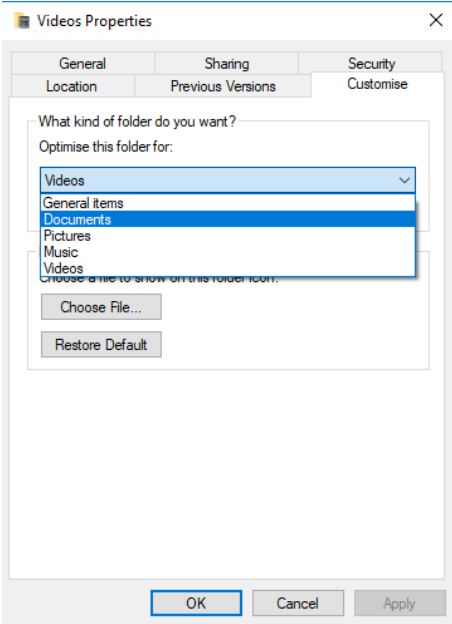 Videos Properties
General Sharing Security
Location Previous Versions Customise
What kind of folder do you want?
Optimise this folder for:
Videos
General items
Documents
Pictures
Music
Videos
Choose a file to show on this folder icon.
Choose File...
Restore Default
OK Cancel Apply